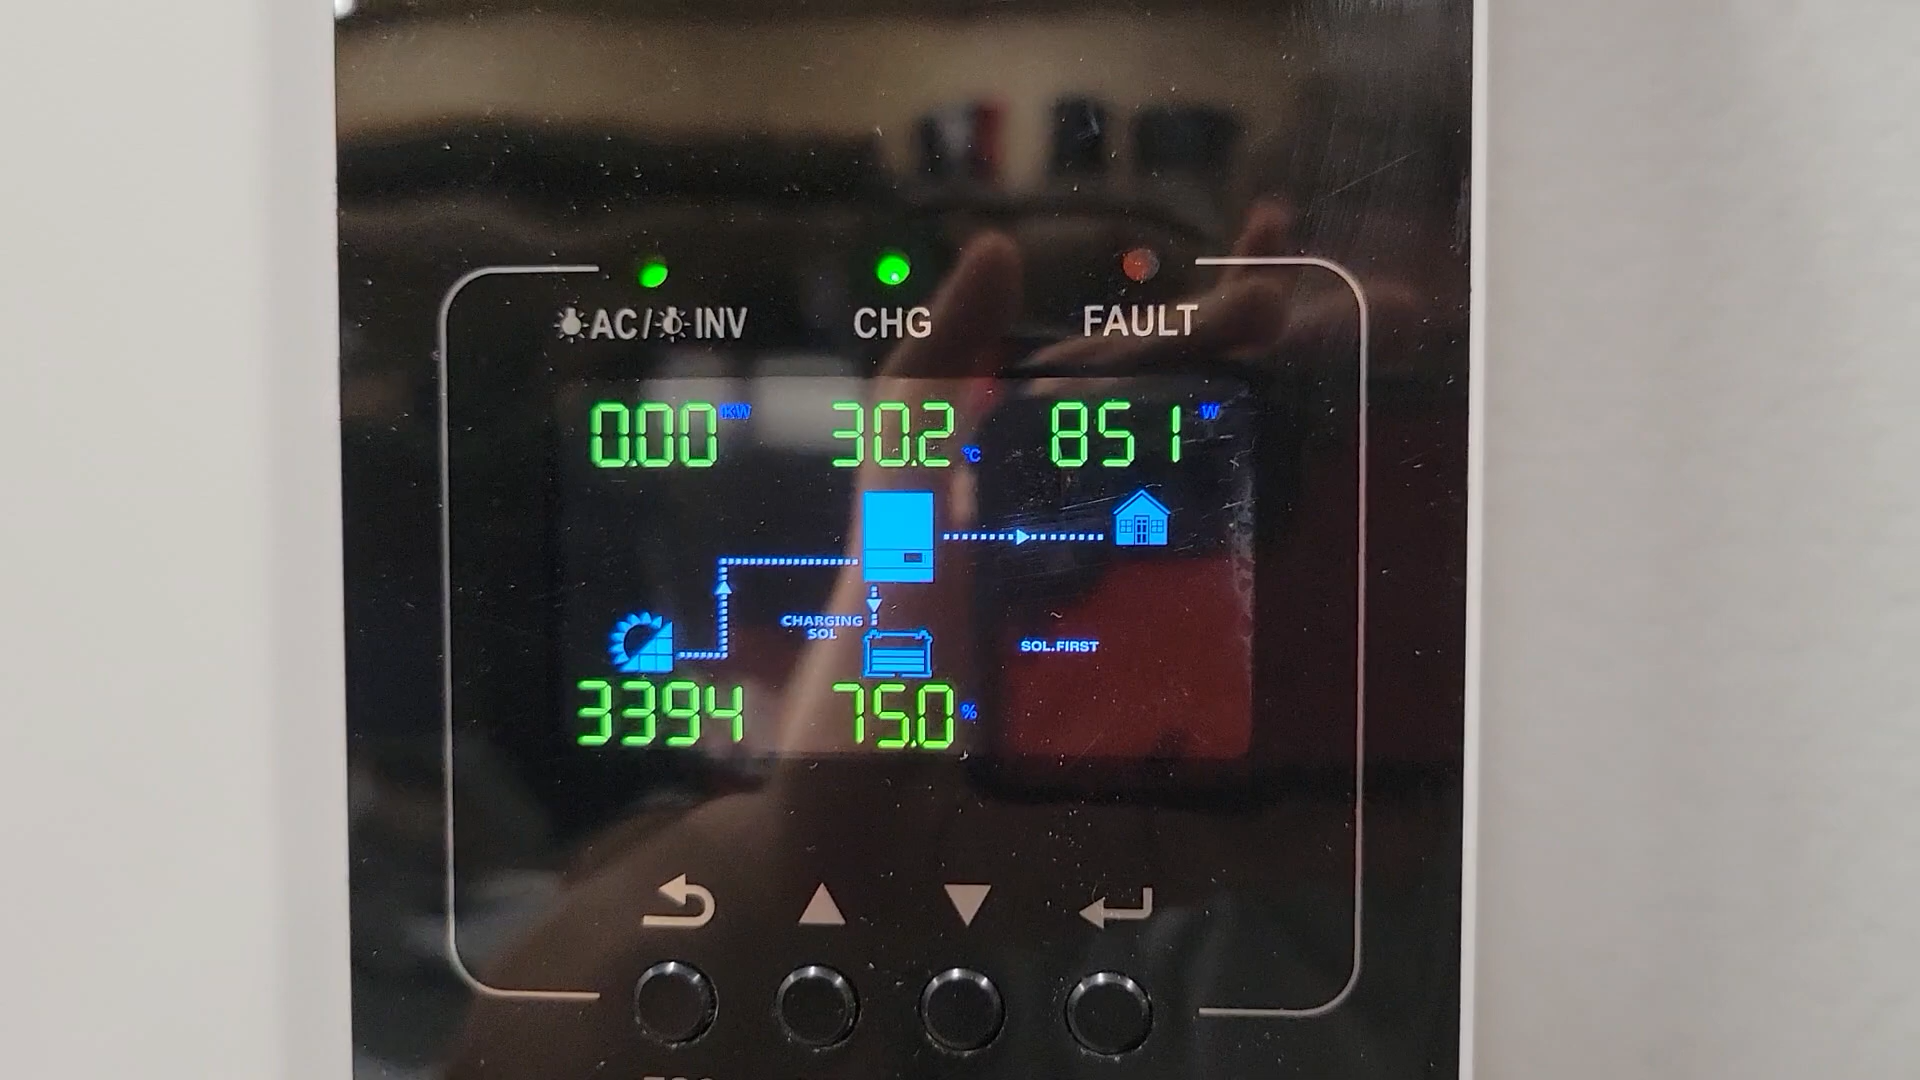 AC/ INV
CHG
FAULT
0.00 KW
30.2 °C
851 W
CHARGING
SOL
SOL.FIRST
3394
75.0 %